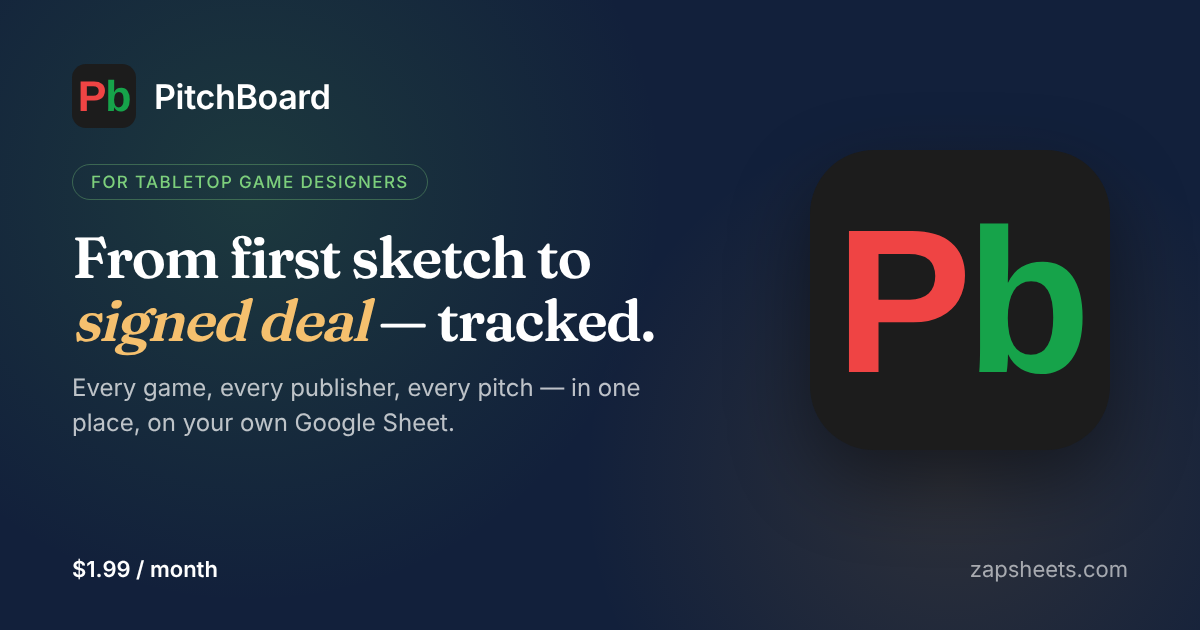 Pb PitchBoard
FOR TABLETOP GAME DESIGNERS
From first sketch to
signed deal — tracked.
Every game, every publisher, every pitch — in one
place, on your own Google Sheet.
Pb
$1.99 / month
zapsheets.com